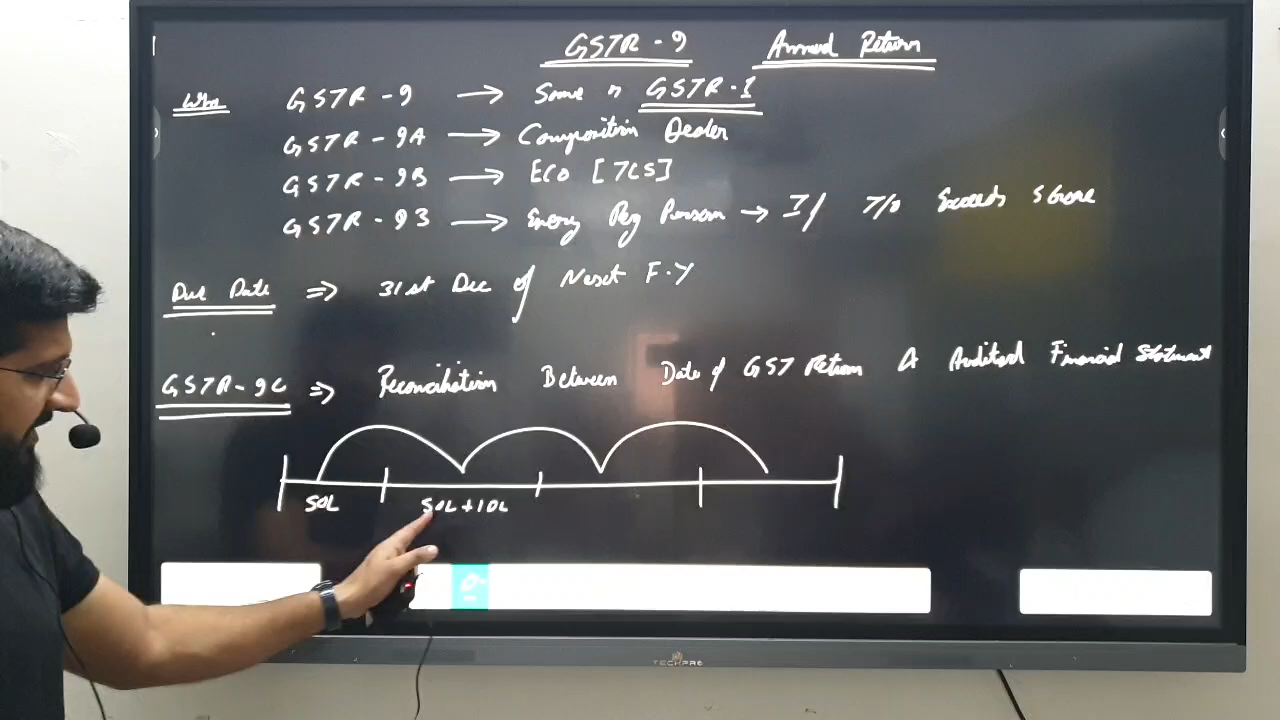 GSTR-9 Annual Return
Who GSTR-9 → Same as GSTR-1
GSTR-9A → Composition Dealer
GSTR-9B → ECO [TCS]
GSTR-93 → Every Reg Person → If T/O Exceeds 5 Crore
Due Date ⇒ 31st Dec of Next F.Y
GSTR-9C ⇒ Reconciliation Between Data of GST Return & Audited Financial Statement
50L 50L+10L
TECHPRO